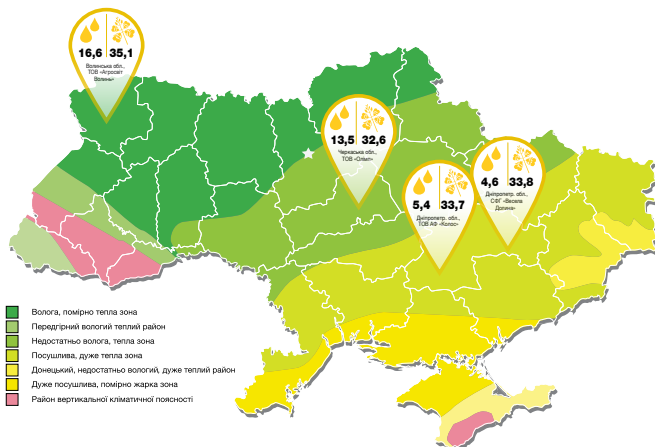 16,6 35,1
Волинська обл.,
ТОВ «Агросвіт
Волинь»
13,5 32,6
Черкаська обл.,
ТОВ «Оліяп»
5,4 33,7
Дніпропетр. обл.,
ТОВ АФ «Колос»
4,6 33,8
Дніпропетр. обл.,
СФГ «Весела
Долина»
Волога, помірно тепла зона
Передгірний вологий теплий район
Недостатньо волога, тепла зона
Посушлива, дуже тепла зона
Донецький, недостатньо вологий, дуже теплий район
Дуже посушлива, помірно жарка зона
Район вертикальної кліматичної поясності